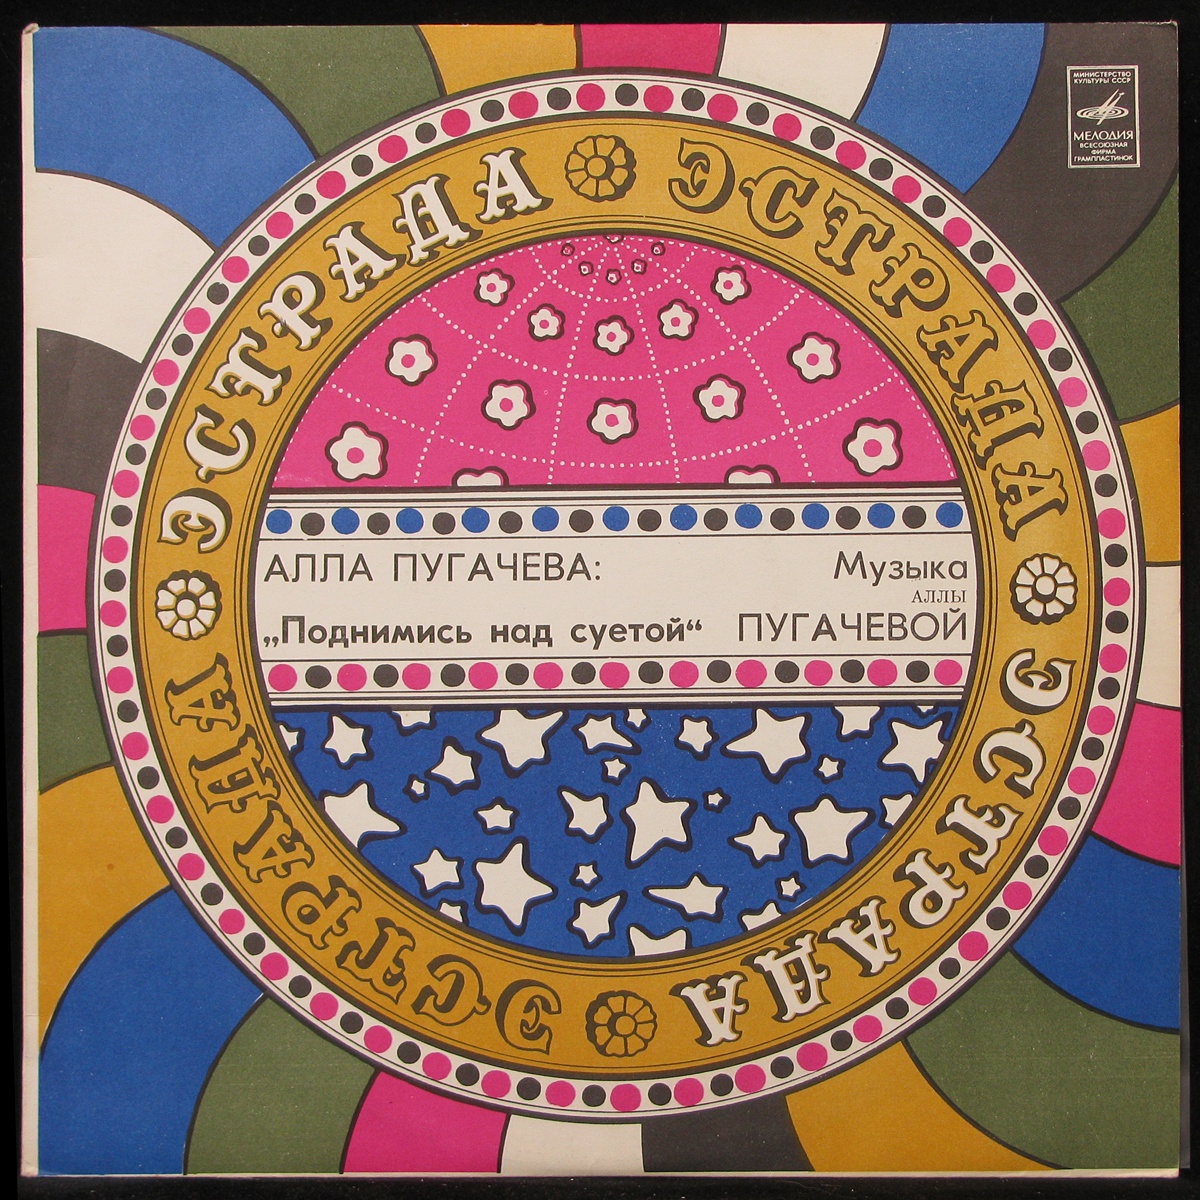 МИНИСТЕРСТВО
КУЛЬТУРЫ СССР
МЕЛОДИЯ
ВСЕСОЮЗНАЯ
ФИРМА
ГРАМПЛАСТИНОК
ЭСТРАДА
ЭСТРАДА
ЭСТРАДА
ЭСТРАДА
АЛЛА ПУГАЧЕВА:
„Поднимись над суетой“
Музыка
АЛЛЫ
ПУГАЧЕВОЙ